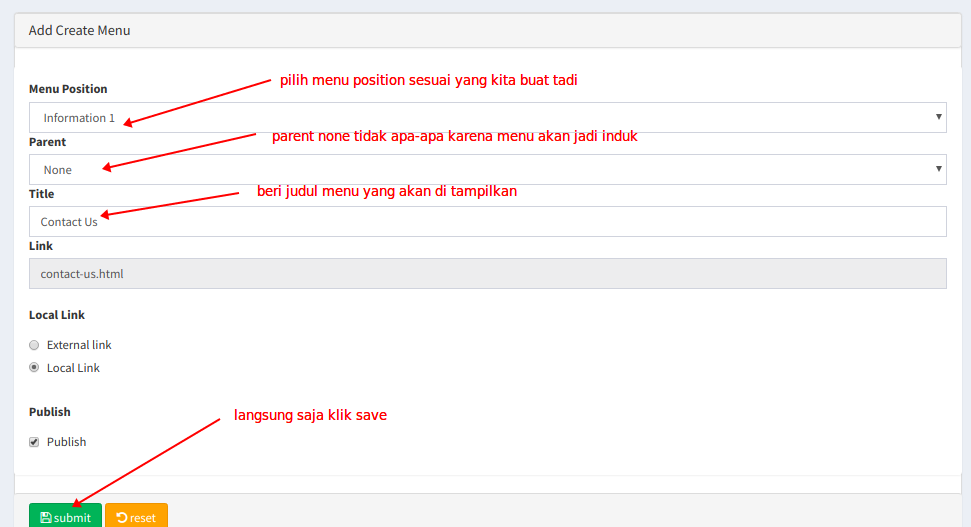 Add Create Menu
pilih menu position sesuai yang kita buat tadi
Menu Position
Information 1
parent none tidak apa-apa karena menu akan jadi induk
Parent
None
beri judul menu yang akan di tampilkan
Title
Contact Us
Link
contact-us.html
Local Link
External link
Local Link
Publish
langsung saja klik save
Publish
submit reset